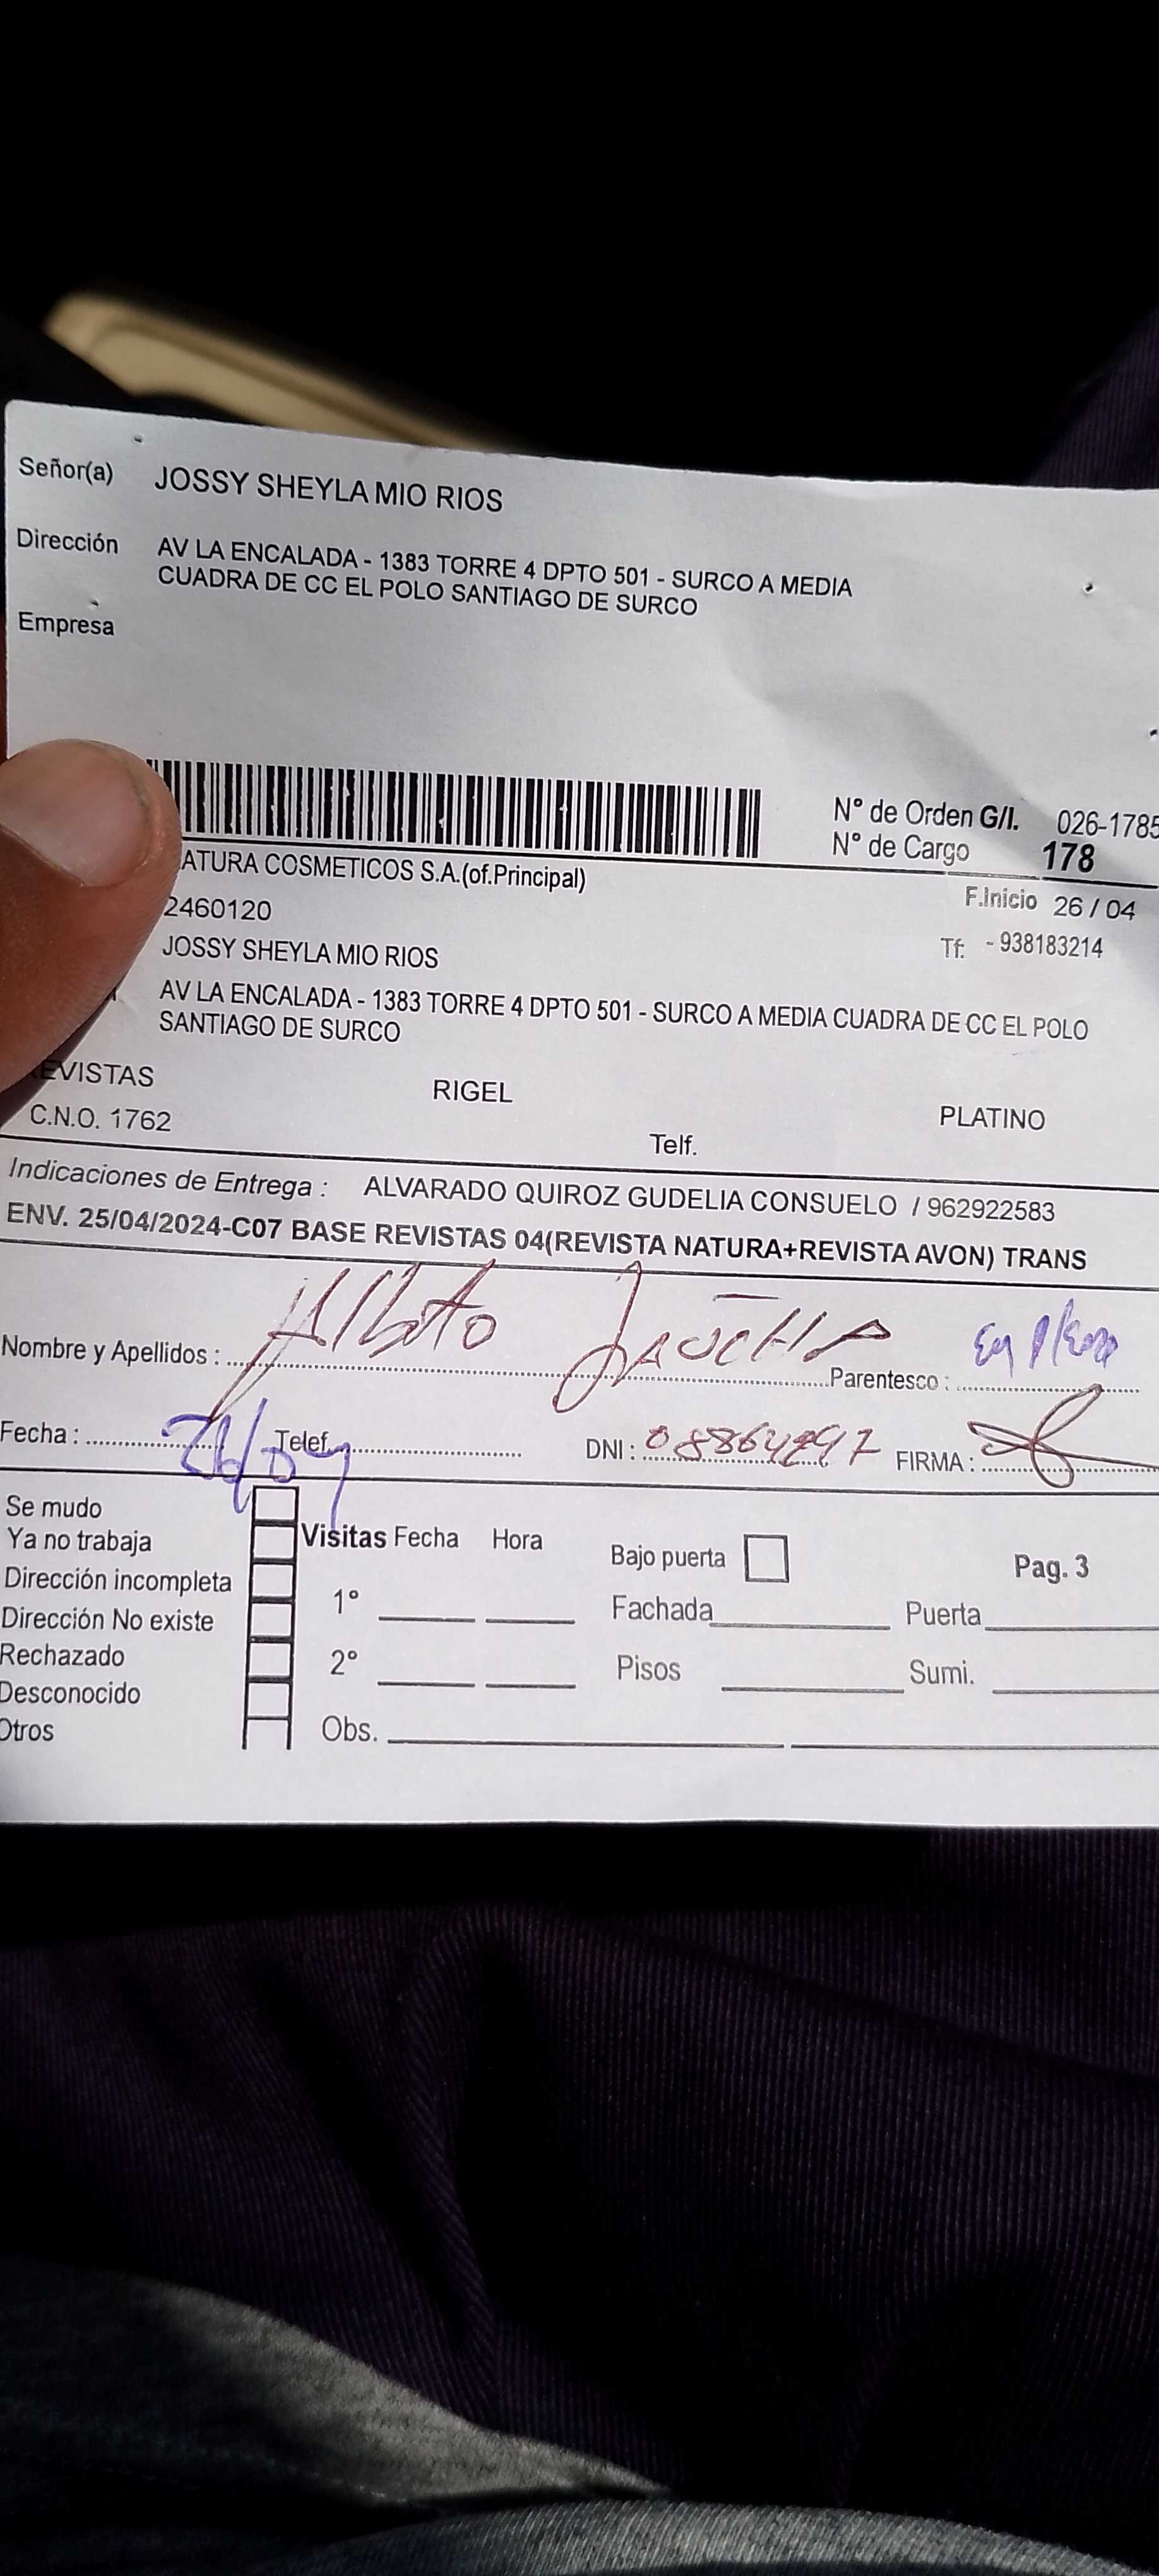 Señor(a) JOSSY SHEYLA MIO RIOS
Dirección AV LA ENCALADA - 1383 TORRE 4 DPTO 501 - SURCO A MEDIA
CUADRA DE CC EL POLO SANTIAGO DE SURCO
Empresa
N° de Orden G/I. 026-1785
N° de Cargo 178
ATURA COSMETICOS S.A.(of.Principal)
F.Inicio 26 / 04
2460120
Tf: - 938183214
JOSSY SHEYLA MIO RIOS
AV LA ENCALADA - 1383 TORRE 4 DPTO 501 - SURCO A MEDIA CUADRA DE CC EL POLO
SANTIAGO DE SURCO
EVISTAS RIGEL PLATINO
C.N.O. 1762 Telf.
Indicaciones de Entrega : ALVARADO QUIROZ GUDELIA CONSUELO / 962922583
ENV. 25/04/2024-C07 BASE REVISTAS 04(REVISTA NATURA+REVISTA AVON) TRANS
Nombre y Apellidos : Parentesco :
Fecha : 26/04 Telef. DNI : FIRMA :
Se mudo
Ya no trabaja
Dirección incompleta
Dirección No existe
Rechazado
Desconocido
Otros
Visitas Fecha Hora
1°
2°
Obs.
Bajo puerta Pag. 3
Fachada Puerta
Pisos Sumi.